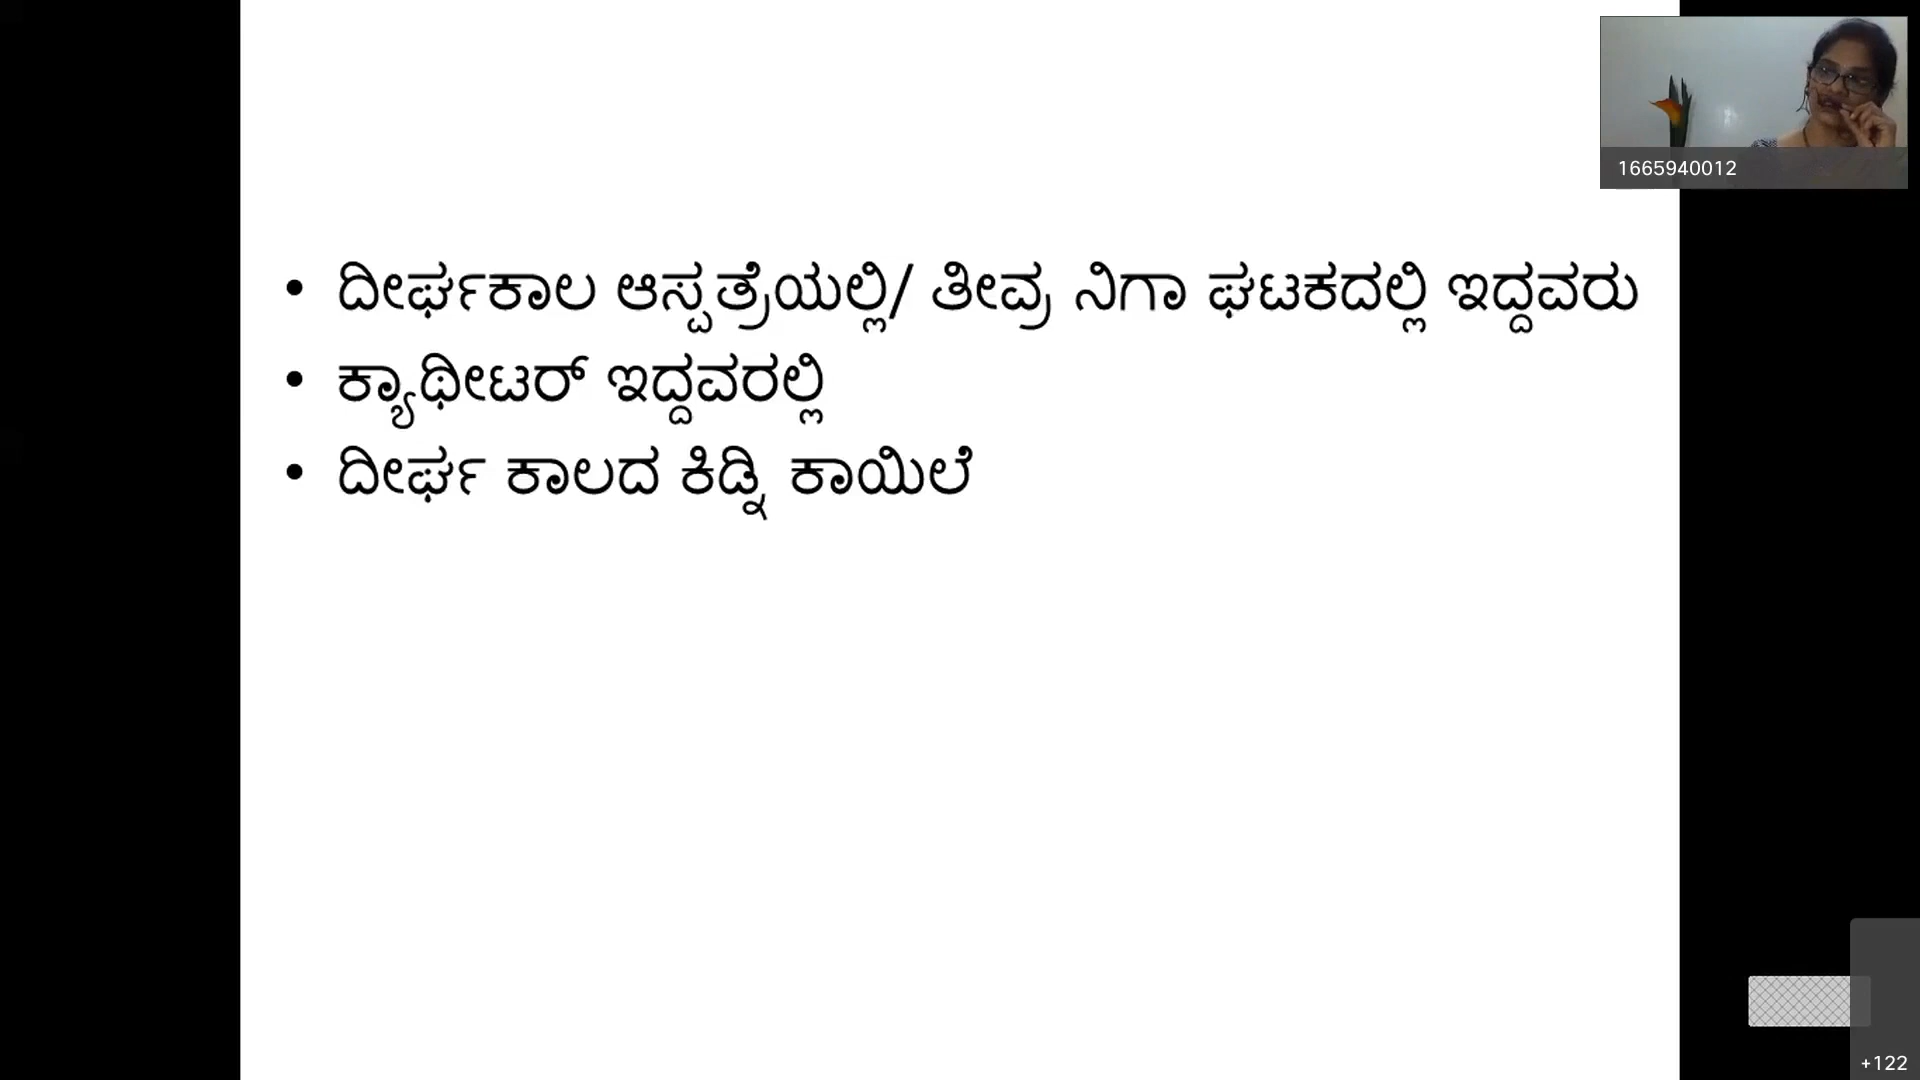 1665940012
• ದೀರ್ಘಕಾಲ ಆಸ್ಪತ್ರೆಯಲ್ಲಿ/ ತೀವ್ರ ನಿಗಾ ಘಟಕದಲ್ಲಿ ಇದ್ದವರು
• ಕ್ಯಾಥೀಟರ್ ಇದ್ದವರಲ್ಲಿ
• ದೀರ್ಘ ಕಾಲದ ಕಿಡ್ನಿ ಕಾಯಿಲೆ
+122